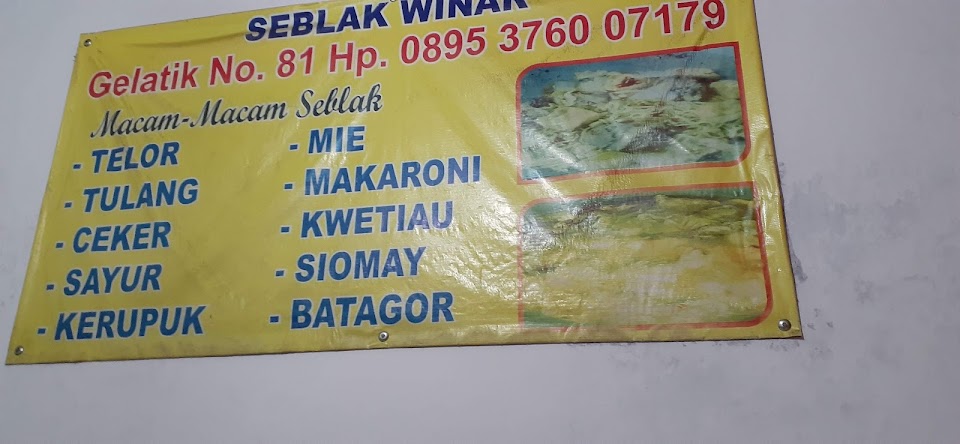 SEBLAK WINAR
Gelatik No. 81 Hp. 0895 3760 07179
Macam-Macam Seblak
- TELOR
- TULANG
- CEKER
- SAYUR
- KERUPUK
- MIE
- MAKARONI
- KWETIAU
- SIOMAY
- BATAGOR